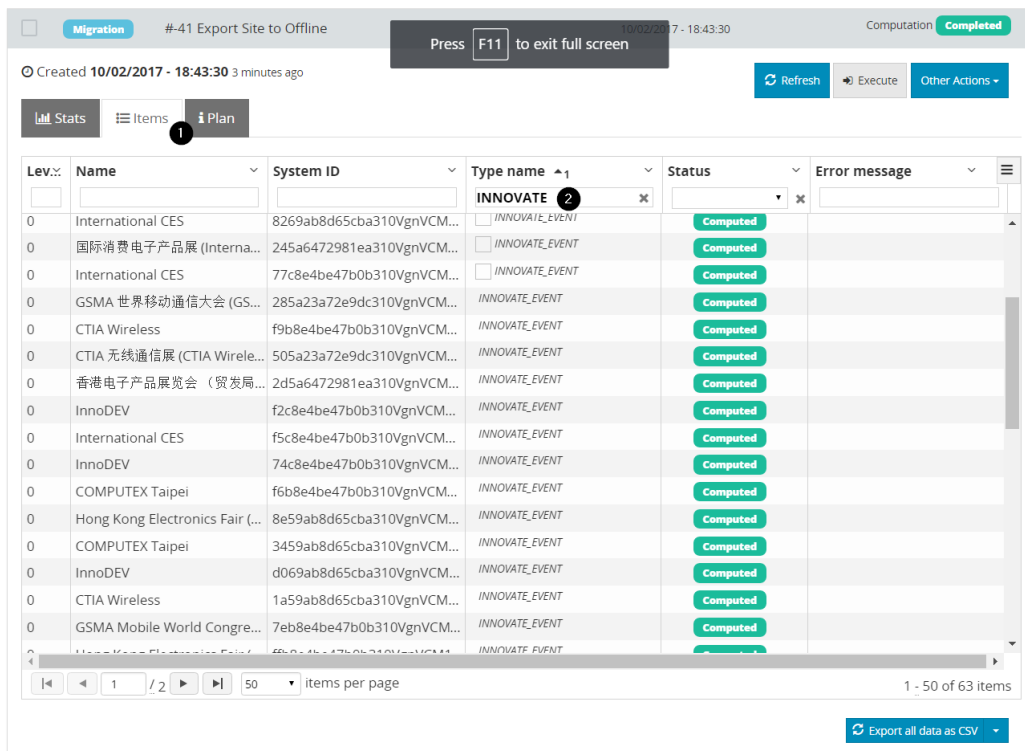 Migration #-41 Export Site to Offline 10/02/2017 - 18:43:30 Computation Completed
Press F11 to exit full screen
Created 10/02/2017 - 18:43:30 3 minutes ago
Refresh Execute Other Actions
Stats Items 1 Plan
Lev... Name System ID Type name 1 Status Error message
INNOVATE 2
0 International CES 8269ab8d65cba310VgnVCM... INNOVATE_EVENT Computed
0 国际消费电子产品展 (Interna... 245a6472981ea310VgnVCM... INNOVATE_EVENT Computed
0 International CES 77c8e4be47b0b310VgnVCM... INNOVATE_EVENT Computed
0 GSMA 世界移动通信大会 (GS... 285a23a72e9dc310VgnVCM... INNOVATE_EVENT Computed
0 CTIA Wireless f9b8e4be47b0b310VgnVCM... INNOVATE_EVENT Computed
0 CTIA 无线通信展 (CTIA Wirele... 505a23a72e9dc310VgnVCM... INNOVATE_EVENT Computed
0 香港电子产品展览会 （贸发局... 2d5a6472981ea310VgnVCM... INNOVATE_EVENT Computed
0 InnoDEV f2c8e4be47b0b310VgnVCM... INNOVATE_EVENT Computed
0 International CES f5c8e4be47b0b310VgnVCM... INNOVATE_EVENT Computed
0 InnoDEV 74c8e4be47b0b310VgnVCM... INNOVATE_EVENT Computed
0 COMPUTEX Taipei f6b8e4be47b0b310VgnVCM... INNOVATE_EVENT Computed
0 Hong Kong Electronics Fair (... 8e59ab8d65cba310VgnVCM... INNOVATE_EVENT Computed
0 COMPUTEX Taipei 3459ab8d65cba310VgnVCM... INNOVATE_EVENT Computed
0 InnoDEV d069ab8d65cba310VgnVCM... INNOVATE_EVENT Computed
0 CTIA Wireless 1a59ab8d65cba310VgnVCM... INNOVATE_EVENT Computed
0 GSMA Mobile World Congre... 7eb8e4be47b0b310VgnVCM... INNOVATE_EVENT Computed
INNOVATE_EVENT
1 / 2 50 items per page 1 - 50 of 63 items
Export all data as CSV